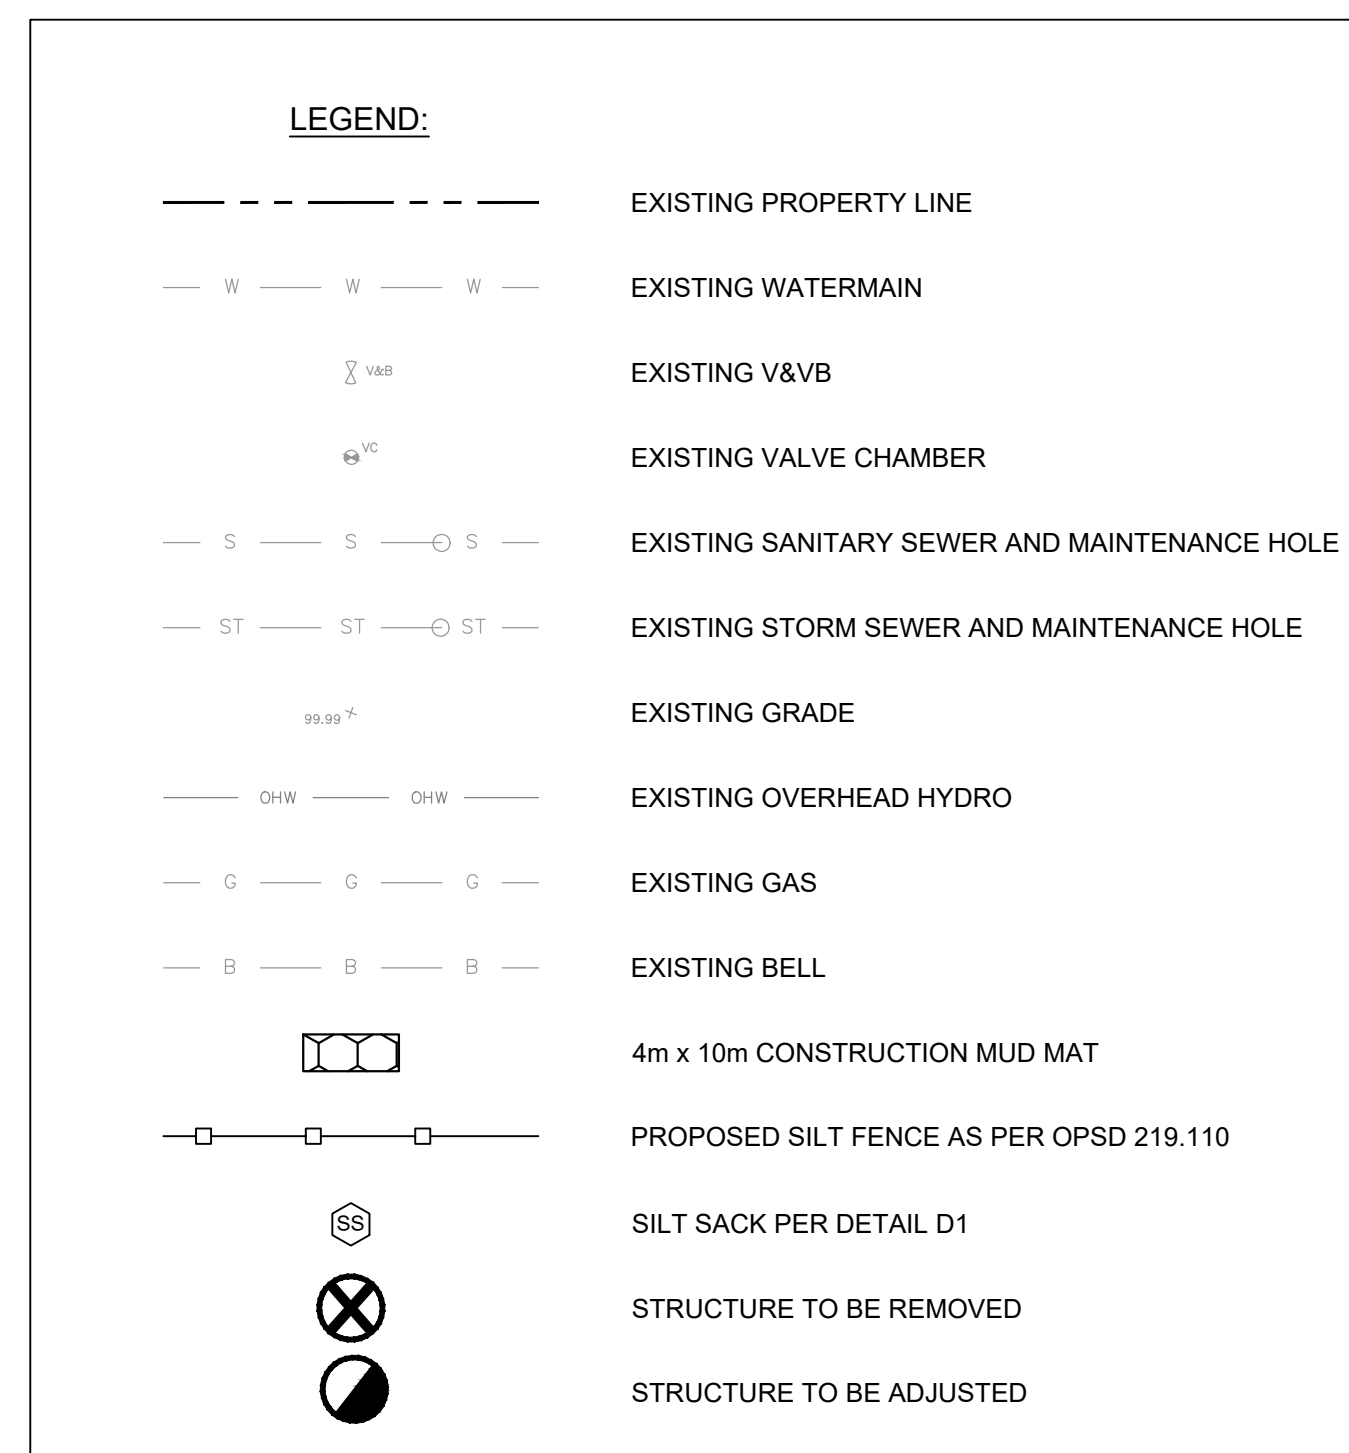 LEGEND:
EXISTING PROPERTY LINE
W W W EXISTING WATERMAIN
V&B EXISTING V&VB
VC EXISTING VALVE CHAMBER
S S S EXISTING SANITARY SEWER AND MAINTENANCE HOLE
ST ST ST EXISTING STORM SEWER AND MAINTENANCE HOLE
99.99 EXISTING GRADE
OHW OHW EXISTING OVERHEAD HYDRO
G G G EXISTING GAS
B B B EXISTING BELL
4m x 10m CONSTRUCTION MUD MAT
PROPOSED SILT FENCE AS PER OPSD 219.110
SS SILT SACK PER DETAIL D1
STRUCTURE TO BE REMOVED
STRUCTURE TO BE ADJUSTED